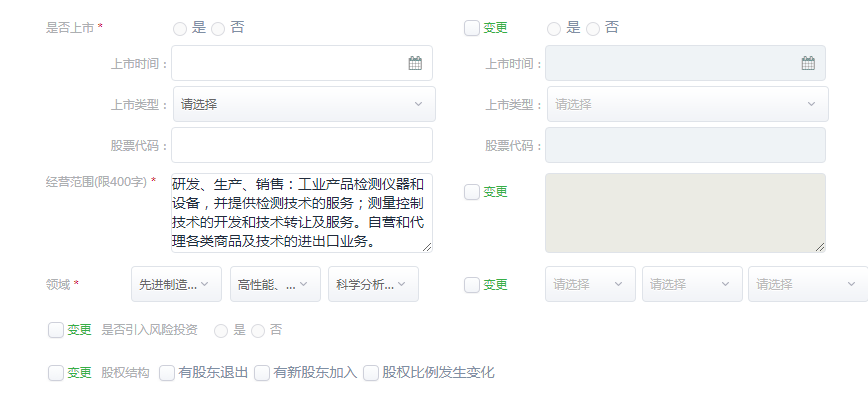 是否上市 * 是 否 变更 是 否
上市时间： 上市时间：
上市类型： 请选择 上市类型： 请选择
股票代码： 股票代码：
经营范围(限400字) * 变更
研发、生产、销售：工业产品检测仪器和
设备，并提供检测技术的服务；测量控制
技术的开发和技术转让及服务。自营和代
理各类商品及技术的进出口业务。
领域 * 先进制造... 高性能、... 科学分析... 变更 请选择 请选择 请选择
变更 是否引入风险投资 是 否
变更 股权结构 有股东退出 有新股东加入 股权比例发生变化